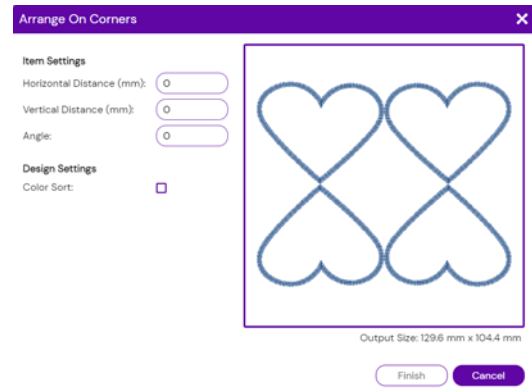 Arrange On Corners
Item Settings
Horizontal Distance (mm): 0
Vertical Distance (mm): 0
Angle: 0
Design Settings
Color Sort:
Output Size: 129.6 mm x 104.4 mm
Finish Cancel